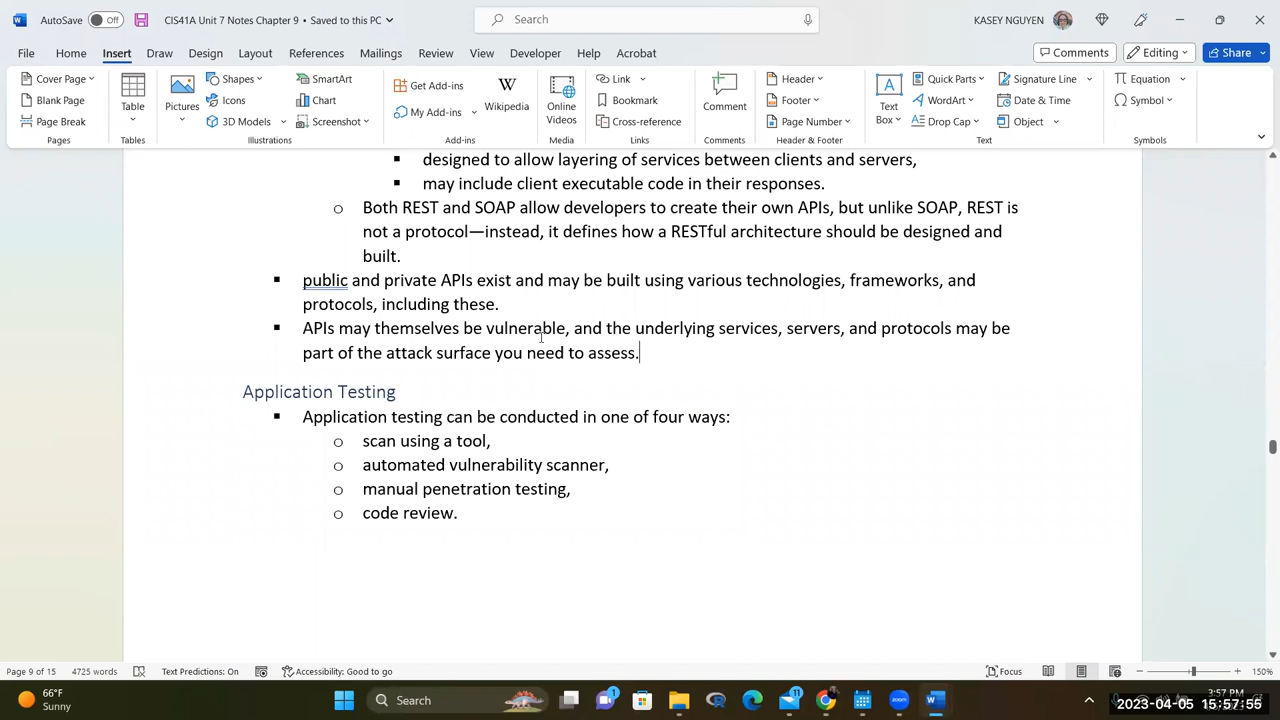 AutoSave Off CIS41A Unit 7 Notes Chapter 9 • Saved to this PC Search KASEY NGUYEN
File Home Insert Draw Design Layout References Mailings Review View Developer Help Acrobat Comments Editing Share
Cover Page
Blank Page
Page Break
Pages
Table
Tables
Pictures
Shapes
Icons
3D Models
SmartArt
Chart
Screenshot
Illustrations
Get Add-ins
My Add-ins
W
Wikipedia
Add-ins
Online
Videos
Media
Link
Bookmark
Cross-reference
Links
Comment
Comments
Header
Footer
Page Number
Header & Footer
Text
Box
Quick Parts
WordArt
Drop Cap
Signature Line
Date & Time
Object
Text
Equation
Symbol
Symbols
designed to allow layering of services between clients and servers,
may include client executable code in their responses.
Both REST and SOAP allow developers to create their own APIs, but unlike SOAP, REST is
not a protocol—instead, it defines how a RESTful architecture should be designed and
built.
public and private APIs exist and may be built using various technologies, frameworks, and
protocols, including these.
APIs may themselves be vulnerable, and the underlying services, servers, and protocols may be
part of the attack surface you need to assess.
Application Testing
Application testing can be conducted in one of four ways:
scan using a tool,
automated vulnerability scanner,
manual penetration testing,
code review.
Page 9 of 15 4725 words Text Predictions: On Accessibility: Good to go Focus 150%
66°F
Sunny
Search
1
11
3:57 PM
2023-04-05 15:57:55